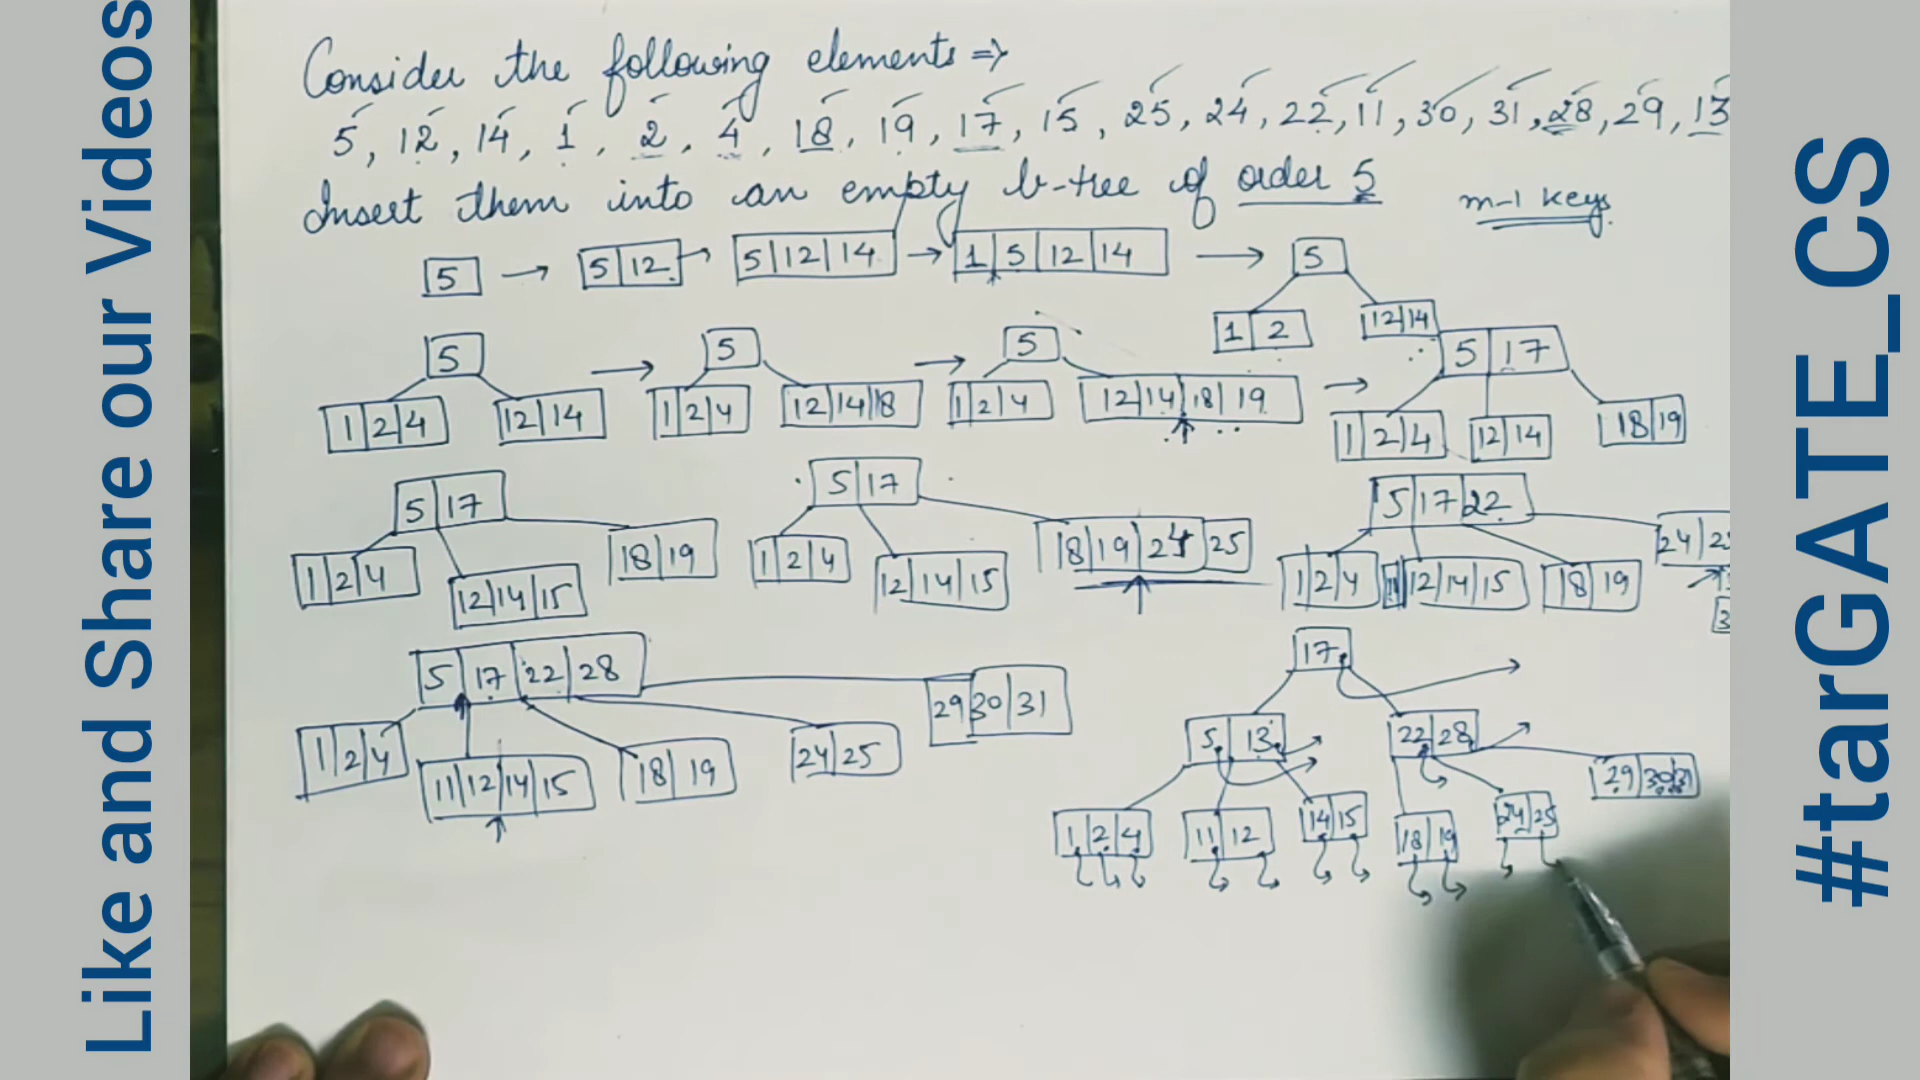 Like and Share our Videos
Consider the following elements ⇒
5, 12, 14, 1, 2, 4, 18, 19, 17, 15, 25, 24, 22, 11, 30, 31, 28, 29, 13
Insert them into an empty b-tree of order 5
m-1 keys
5 → 5 12 → 5 12 14 → 1 5 12 14 → 5
1 2 12 14
5 → 5 → 5 → 5 17
1 2 4 12 14 1 2 4 12 14 18 1 2 4 12 14 18 19 1 2 4 12 14 18 19
5 17 5 17 5 17 22
1 2 4 12 14 15 18 19 1 2 4 12 14 15 18 19 24 25 1 2 4 11 12 14 15 18 19 24
5 17 22 28 17
1 2 4 11 12 14 15 18 19 24 25 29 30 31 5 13 22 28
1 2 4 11 12 14 15 18 19 24 25 29 30 31
#tarGATE_CS